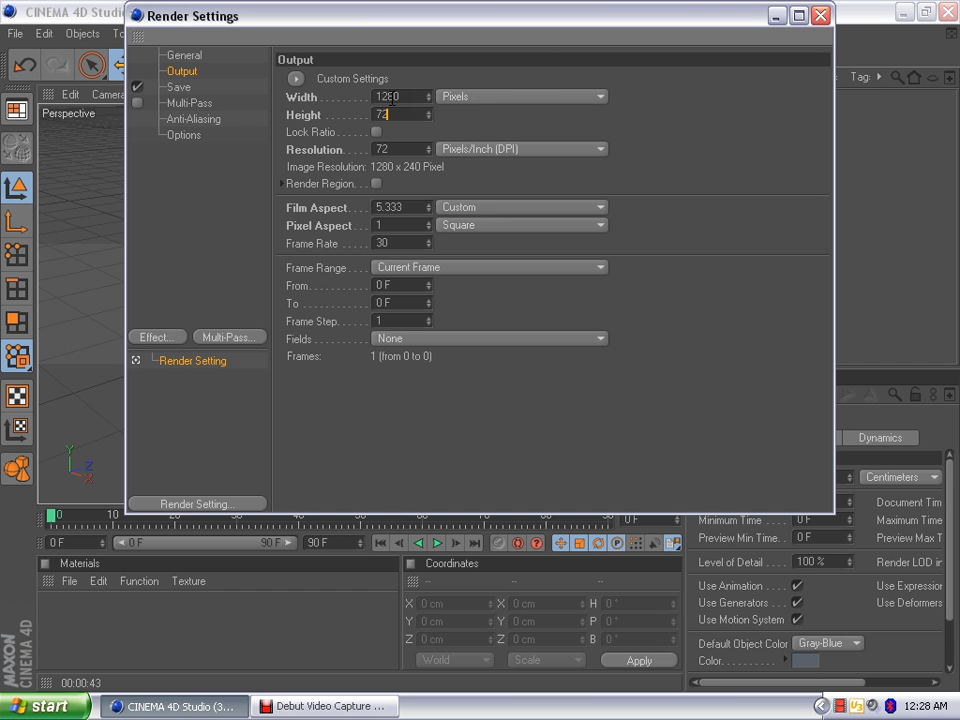 CINEMA 4D Studio
Render Settings
File
Edit
Objects
Tag:
General
Output
Save
Multi-Pass
Anti-Aliasing
Options
Effect...
Multi-Pass...
Render Setting
Render Setting...
Edit
Camera
Perspective
Output
Custom Settings
Width . . . . . . . . 1280 Pixels
Height . . . . . . . 72
Lock Ratio
Resolution. . . . . 72 Pixels/Inch (DPI)
Image Resolution: 1280 x 240 Pixel
Render Region. . .
Film Aspect. . . . 5.333 Custom
Pixel Aspect . . . 1 Square
Frame Rate . . . . . 30
Frame Range. . . . Current Frame
From. . . . . . . . . . 0 F
To . . . . . . . . . . . 0 F
Frame Step. . . . . 1
Fields . . . . . . . . . None
Frames: 1 (from 0 to 0)
Dynamics
Centimeters
Document Tim
Minimum Time . . . 0 F Maximum Time
Preview Min Time. . 0 F Preview Max T
Level of Detail . . . . 100 % Render LOD in
Use Animation Use Expression
Use Generators Use Deformers
Use Motion System
Default Object Color Gray-Blue
Color.
Y
Z
X
0 10
0 F
0 F 0 F 90 F 90 F
Materials
File Edit Function Texture
Coordinates
-- -- --
X 0 cm X 0 cm H 0 °
Y 0 cm Y 0 cm P 0 °
Z 0 cm Z 0 cm B 0 °
World Scale Apply
MAXON
CINEMA 4D
00:00:43
start
CINEMA 4D Studio (3...
Debut Video Capture ...
12:28 AM